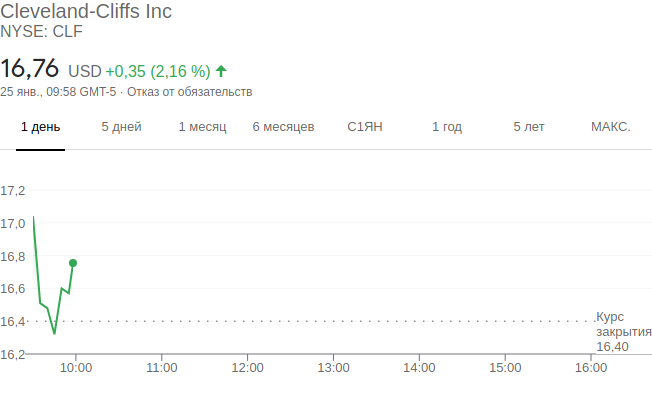 Cleveland-Cliffs Inc
NYSE: CLF
16,76 USD +0,35 (2,16 %)
25 янв., 09:58 GMT-5 · Отказ от обязательств
1 день 5 дней 1 месяц 6 месяцев С1ЯН 1 год 5 лет МАКС.
17,2
17,0
16,8
16,6
16,4
Курс
закрытия
16,40
16,2
10:00 11:00 12:00 13:00 14:00 15:00 16:00